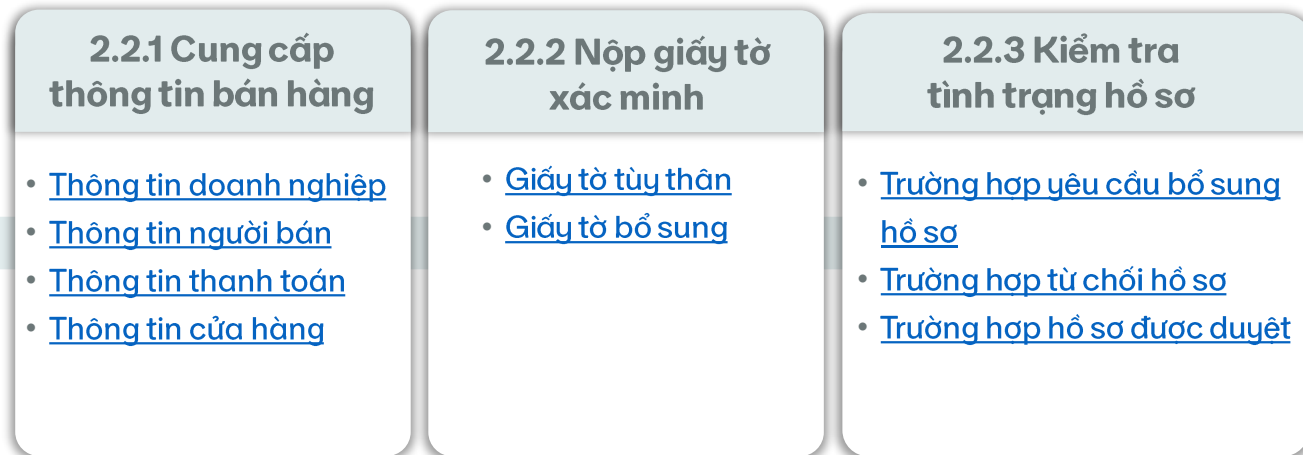 2.2.1 Cung cấp
thông tin bán hàng
• Thông tin doanh nghiệp
• Thông tin người bán
• Thông tin thanh toán
• Thông tin cửa hàng
2.2.2 Nộp giấy tờ
xác minh
• Giấy tờ tùy thân
• Giấy tờ bổ sung
2.2.3 Kiểm tra
tình trạng hồ sơ
• Trường hợp yêu cầu bổ sung
hồ sơ
• Trường hợp từ chối hồ sơ
• Trường hợp hồ sơ được duyệt